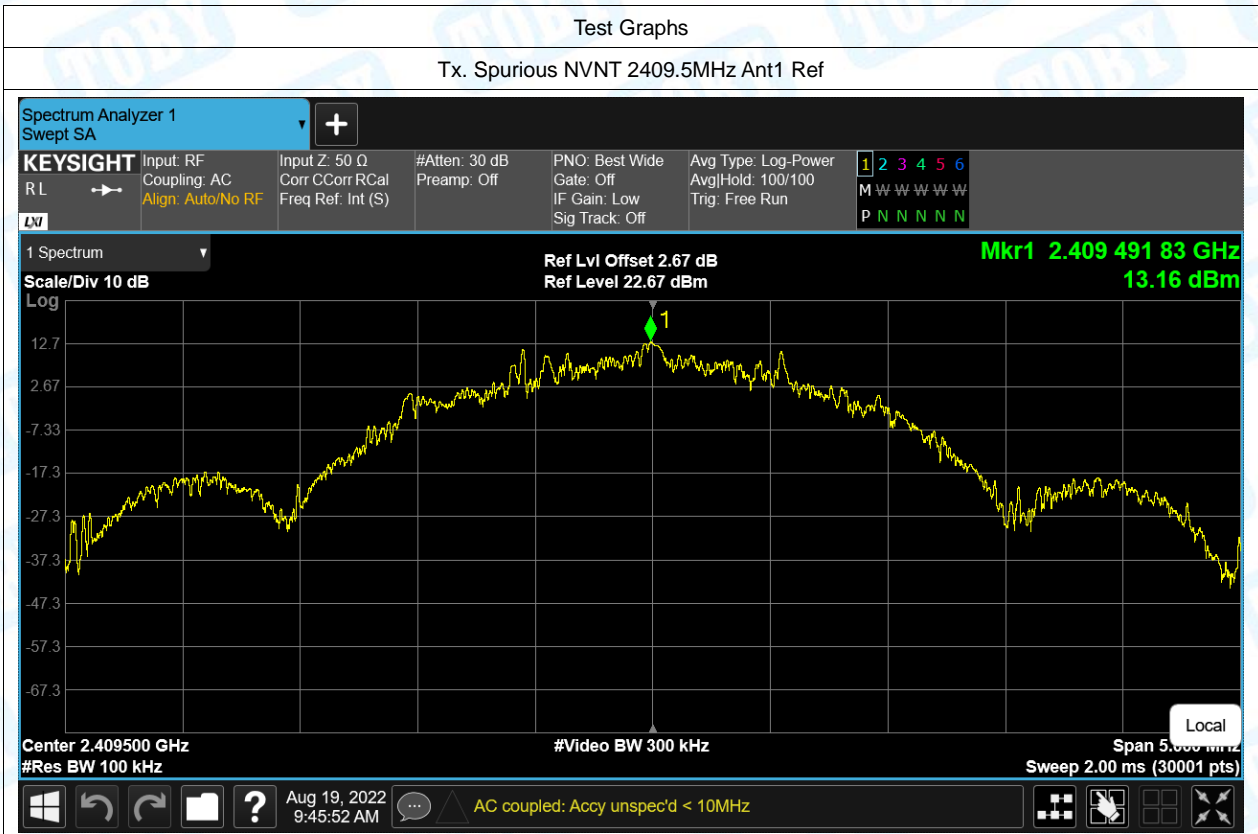 Test Graphs
Tx. Spurious NVNT 2409.5MHz Ant1 Ref
Spectrum Analyzer 1
Swept SA
KEYSIGHT
R L
LXI
Input: RF
Coupling: AC
Align: Auto/No RF
Input Z: 50 Ω
Corr CCorr RCal
Freq Ref: Int (S)
#Atten: 30 dB
Preamp: Off
PNO: Best Wide
Gate: Off
IF Gain: Low
Sig Track: Off
Avg Type: Log-Power
Avg|Hold: 100/100
Trig: Free Run
1 2 3 4 5 6
M W W W W W
P N N N N N
1 Spectrum
Scale/Div 10 dB
Log
Ref Lvl Offset 2.67 dB
Ref Level 22.67 dBm
Mkr1 2.409 491 83 GHz
13.16 dBm
1
12.7
2.67
-7.33
-17.3
-27.3
-37.3
-47.3
-57.3
-67.3
Local
Center 2.409500 GHz
#Video BW 300 kHz
Span 5.000 MHz
#Res BW 100 kHz
Sweep 2.00 ms (30001 pts)
?
Aug 19, 2022
9:45:52 AM
AC coupled: Accy unspec'd < 10MHz
TOBY